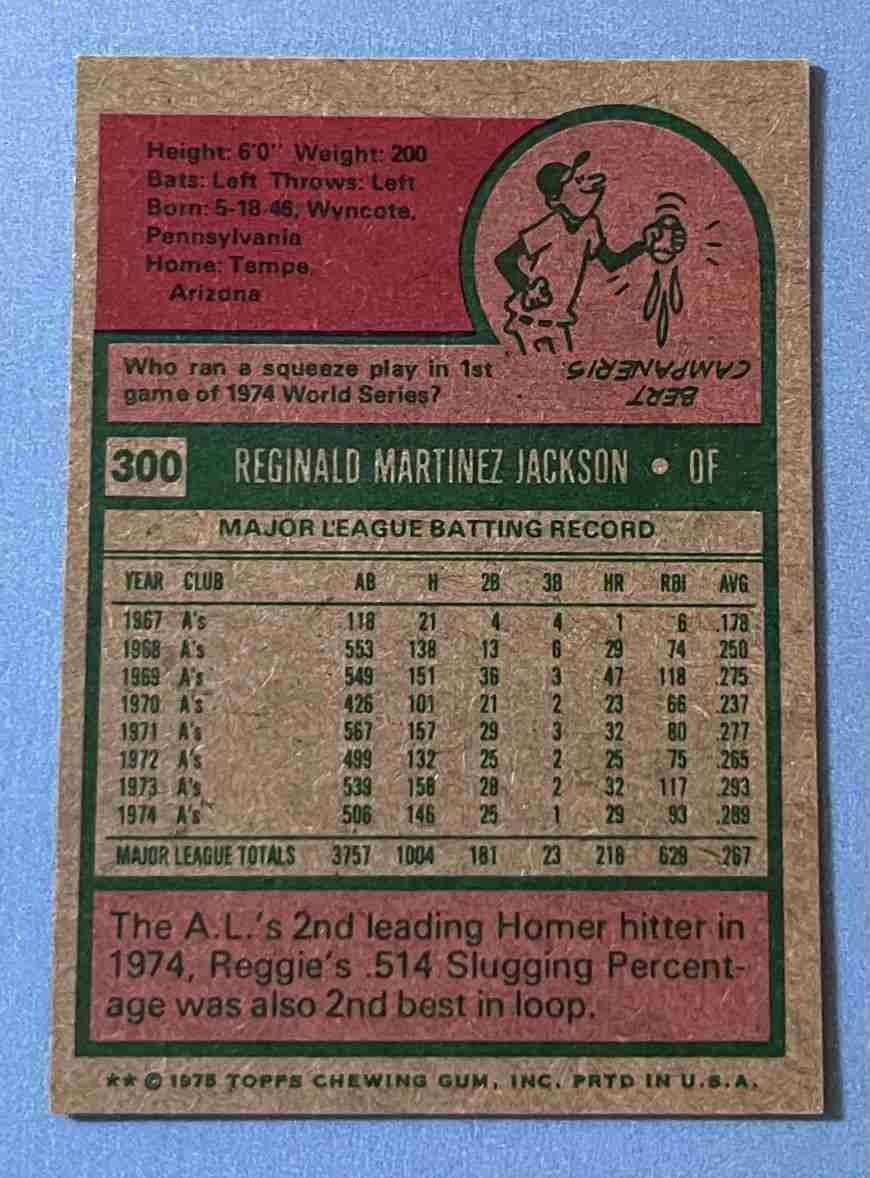 Height: 6'0" Weight: 200
Bats: Left Throws: Left
Born: 5-18-46, Wyncote,
Pennsylvania
Home: Tempe,
Arizona
Who ran a squeeze play in 1st
game of 1974 World Series?
BERT
CAMPANERIS.
300 REGINALD MARTINEZ JACKSON • OF
MAJOR LEAGUE BATTING RECORD
YEAR CLUB AB H 2B 3B HR RBI AVG
1967 A's 118 21 4 4 1 6 .178
1968 A's 553 138 13 6 29 74 .250
1969 A's 549 151 36 3 47 118 .275
1970 A's 426 101 21 2 23 66 .237
1971 A's 567 157 29 3 32 80 .277
1972 A's 499 132 25 2 25 75 .265
1973 A's 539 158 28 2 32 117 .293
1974 A's 506 146 25 1 29 93 .289
MAJOR LEAGUE TOTALS 3757 1004 181 23 218 629 .267
The A.L.'s 2nd leading Homer hitter in
1974, Reggie's .514 Slugging Percent-
age was also 2nd best in loop.
** © 1975 TOPPS CHEWING GUM, INC. PRTD IN U.S.A.